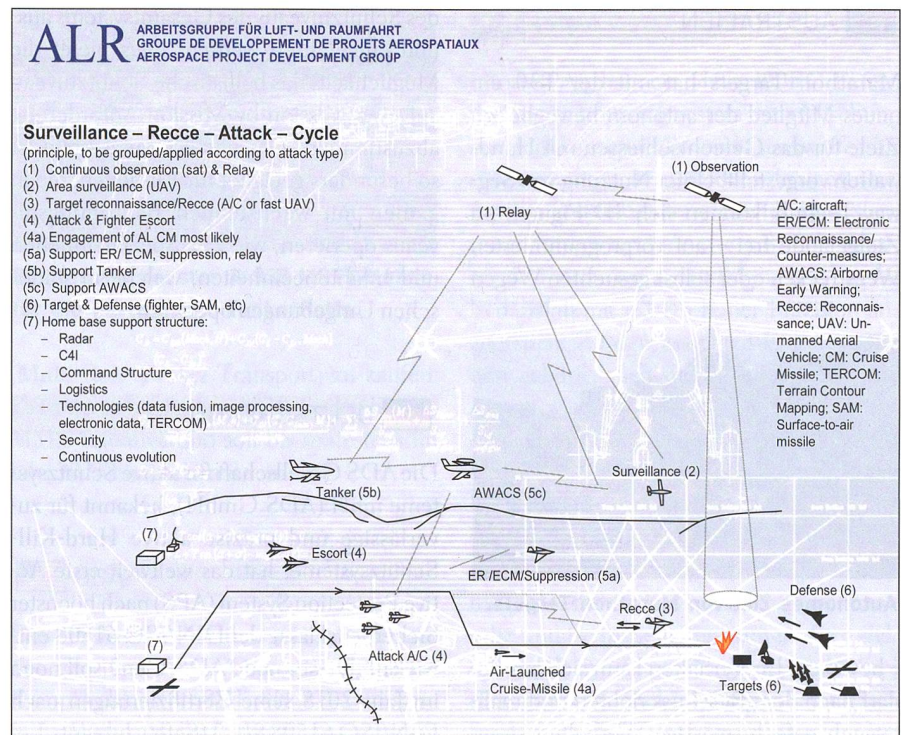 ALR
ARBEITSGRUPPE FÜR LUFT- UND RAUMFAHRT
GROUPE DE DEVELOPPEMENT DE PROJETS AEROSPATIAUX
AEROSPACE PROJECT DEVELOPMENT GROUP
Surveillance – Recce – Attack – Cycle
(principle, to be grouped/applied according to attack type)
(1) Continuous observation (sat) & Relay
(2) Area surveillance (UAV)
(3) Target reconnaissance/Recce (A/C or fast UAV)
(4) Attack & Fighter Escort
(4a) Engagement of AL CM most likely
(5a) Support: ER/ ECM, suppression, relay
(5b) Support Tanker
(5c) Support AWACS
(6) Target & Defense (fighter, SAM, etc)
(7) Home base support structure:
– Radar
– C4I
– Command Structure
– Logistics
– Technologies (data fusion, image processing,
electronic data, TERCOM)
– Security
– Continuous evolution
(1) Observation
(1) Relay
A/C: aircraft;
ER/ECM: Electronic
Reconnaissance/
Counter-measures;
AWACS: Airborne
Early Warning;
Recce: Reconnais-
sance; UAV: Un-
manned Aerial
Vehicle; CM: Cruise
Missile; TERCOM:
Terrain Contour
Mapping; SAM:
Surface-to-air
missile
Tanker (5b)
AWACS (5c)
Surveillance (2)
(7)
Escort (4)
ER /ECM/Suppression (5a)
Defense (6)
Recce (3)
(7)
Attack A/C (4)
Air-Launched
Cruise-Missile (4a)
Targets (6)